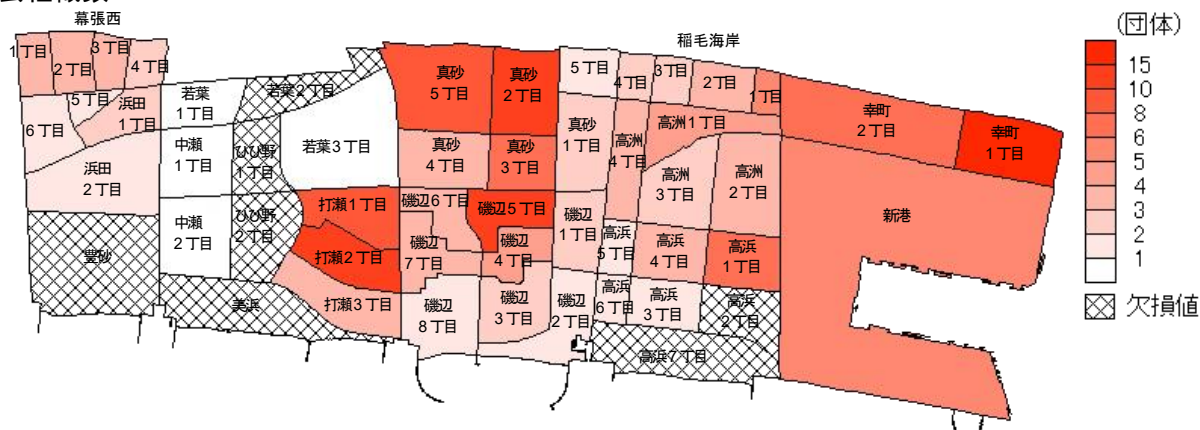 幕張西
稲毛海岸
(団体)
1丁目
2丁目
3丁目
4丁目
5丁目
6丁目
浜田
1丁目
浜田
2丁目
豊砂
若葉
1丁目
若葉2丁目
若葉3丁目
中瀬
1丁目
中瀬
2丁目
ひび野
1丁目
ひび野
2丁目
美浜
打瀬1丁目
打瀬2丁目
打瀬3丁目
真砂
5丁目
真砂
2丁目
真砂
4丁目
真砂
3丁目
真砂
1丁目
磯辺6丁目
磯辺5丁目
磯辺
7丁目
磯辺
4丁目
磯辺
8丁目
磯辺
3丁目
磯辺
1丁目
磯辺
2丁目
5丁目
4丁目
3丁目
2丁目
1丁目
高洲1丁目
高洲
4丁目
高洲
3丁目
高洲
2丁目
高浜
5丁目
高浜
4丁目
高浜
1丁目
高浜
6丁目
高浜
3丁目
高浜
2丁目
高浜7丁目
幸町
2丁目
幸町
1丁目
新港
15
10
8
6
5
4
3
2
1
欠損値